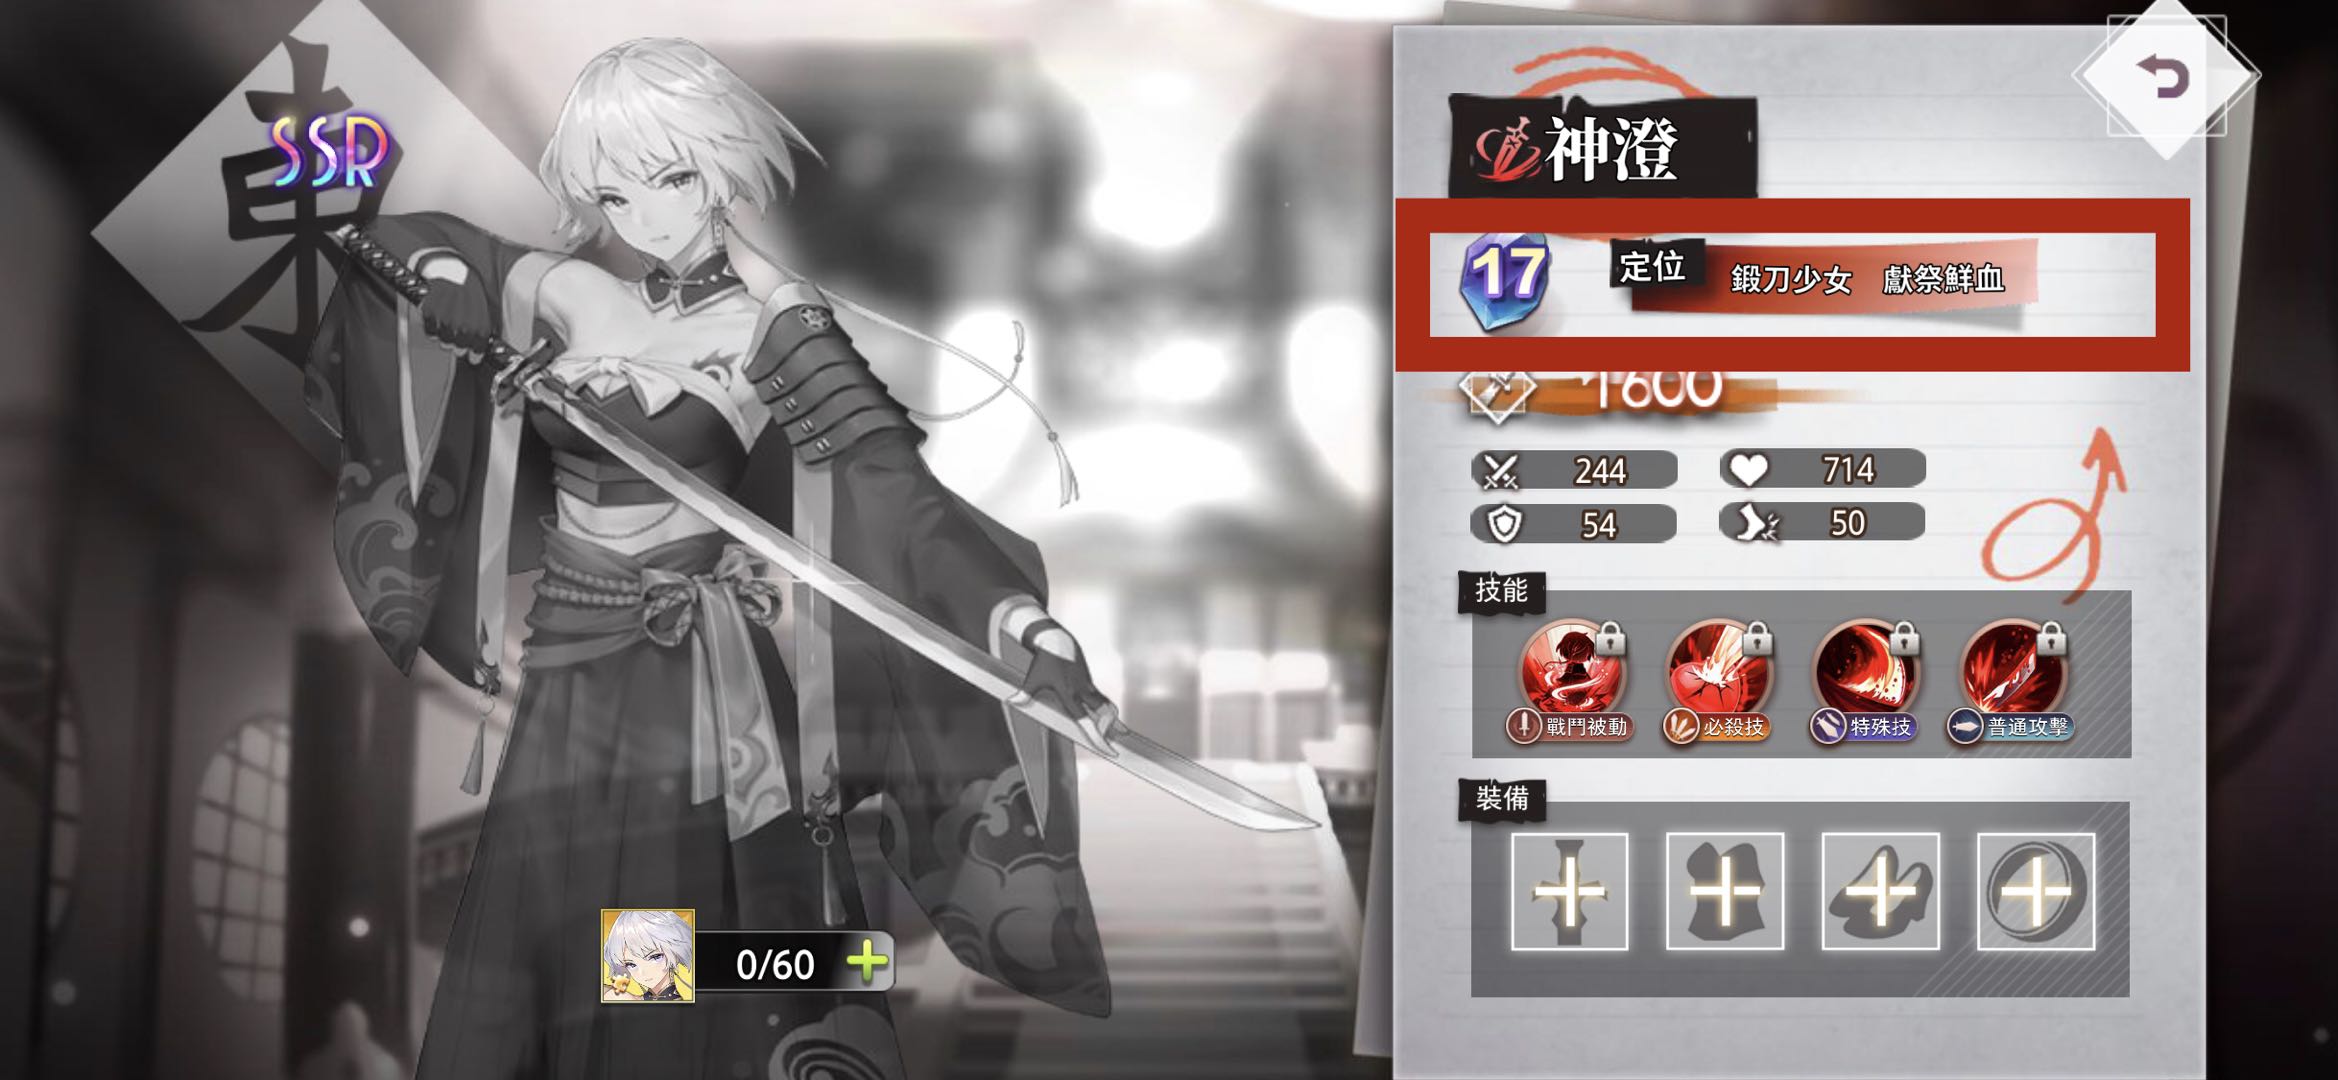 東
SSR
神澄
17
定位 鍛刀少女 獻祭鮮血
1600
244 714
54 50
技能
戰鬥被動 必殺技 特殊技 普通攻擊
裝備
0/60